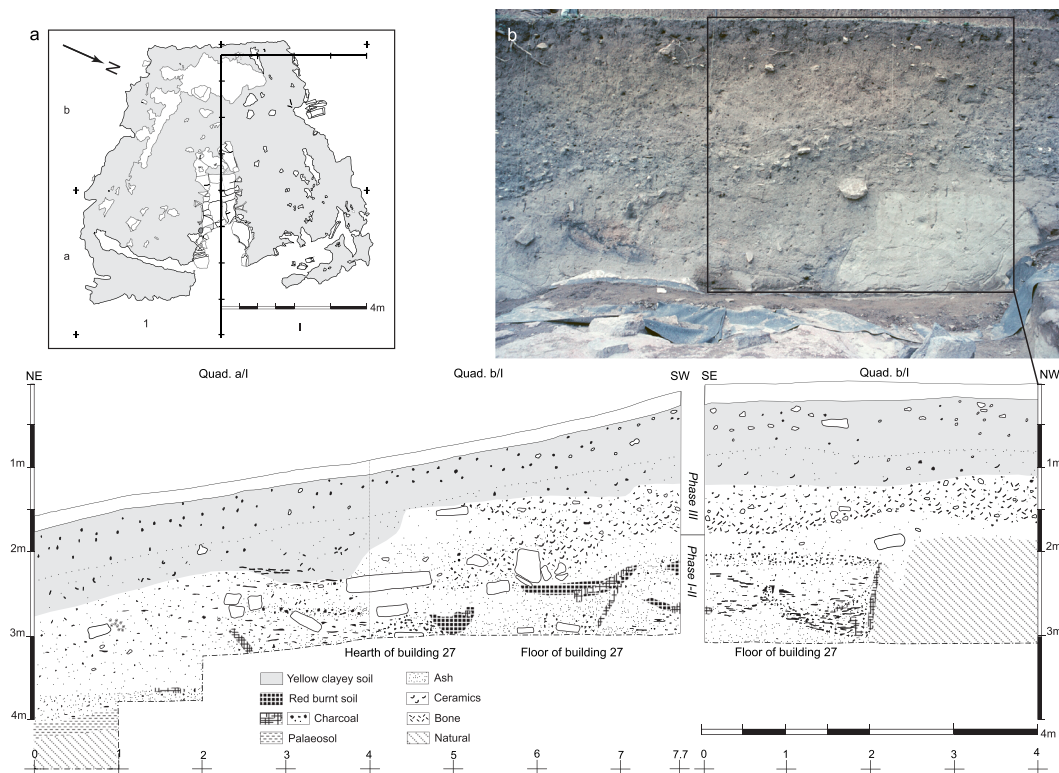 a
N
b
a
1
I
4m
b
NE
Quad. a/I
Quad. b/I
SW
SE
Quad. b/I
NW
1m
2m
3m
4m
Phase III
Phase I-II
1m
2m
3m
Hearth of building 27
Floor of building 27
Floor of building 27
Yellow clayey soil
Ash
Red burnt soil
Ceramics
Charcoal
Bone
Palaeosol
Natural
4m
0 1 2 3 4 5 6 7 7.7
0 1 2 3 4